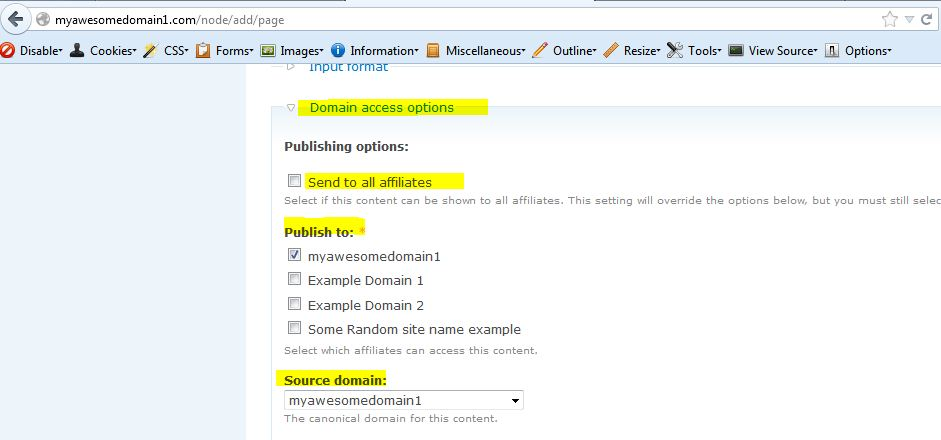 myawesomedomain1.com/node/add/page
Disable Cookies CSS Forms Images Information Miscellaneous Outline Resize Tools View Source Options
Input format
Domain access options
Publishing options:
Send to all affiliates
Select if this content can be shown to all affiliates. This setting will override the options below, but you must still selec
Publish to: *
myawesomedomain1
Example Domain 1
Example Domain 2
Some Random site name example
Select which affiliates can access this content.
Source domain:
myawesomedomain1
The canonical domain for this content.